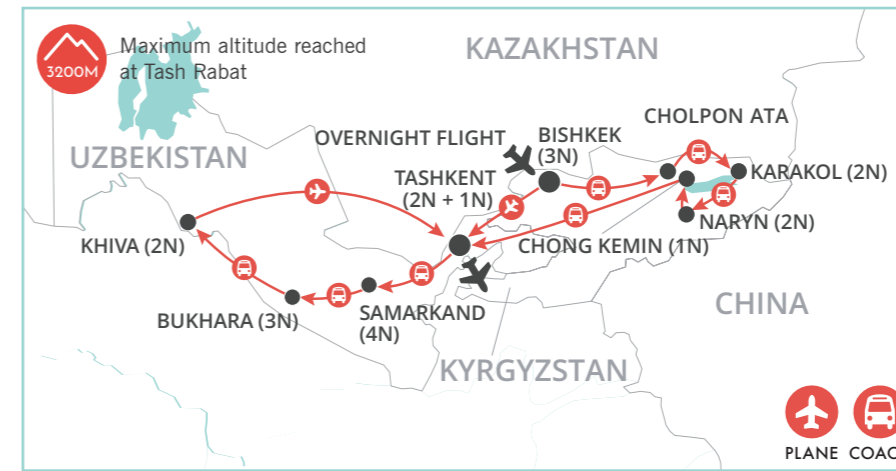 Maximum altitude reached
at Tash Rabat
3200M
KAZAKHSTAN
CHOLPON ATA
OVERNIGHT FLIGHT
BISHKEK
(3N)
UZBEKISTAN
TASHKENT
(2N + 1N)
KARAKOL (2N)
NARYN (2N)
KHIVA (2N)
CHONG KEMIN (1N)
CHINA
BUKHARA (3N)
SAMARKAND
(4N)
KYRGYZSTAN
PLANE COAC